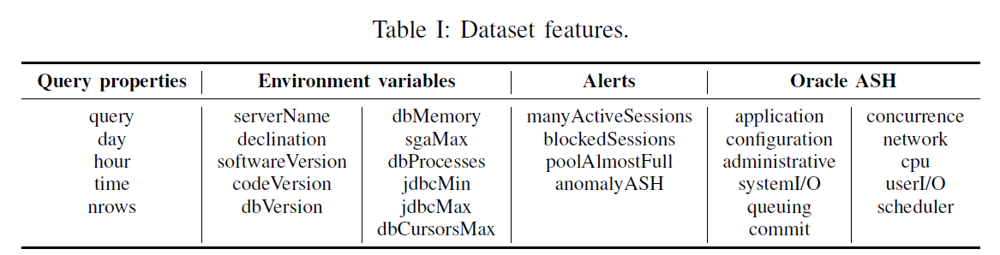 Table I: Dataset features.
Query properties Environment variables Alerts Oracle ASH
query serverName dbMemory manyActiveSessions application concurrence
day declination sgaMax blockedSessions configuration network
hour softwareVersion dbProcesses poolAlmostFull administrative cpu
time codeVersion jdbcMin anomalyASH systemI/O userI/O
nrows dbVersion jdbcMax queuing scheduler
dbCursorsMax commit